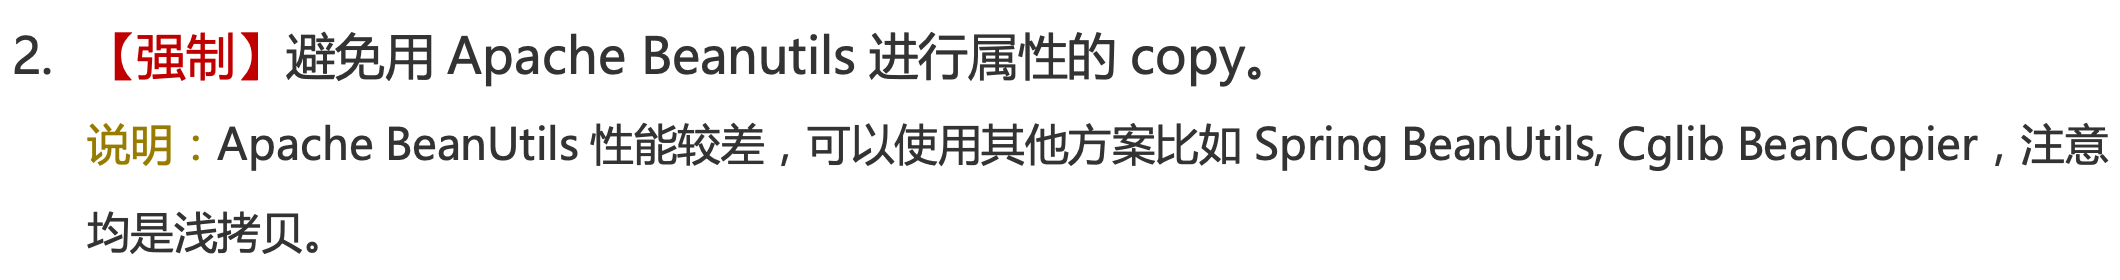 2. 【强制】避免用 Apache Beanutils 进行属性的 copy。
说明：Apache BeanUtils 性能较差，可以使用其他方案比如 Spring BeanUtils, Cglib BeanCopier，注意
均是浅拷贝。